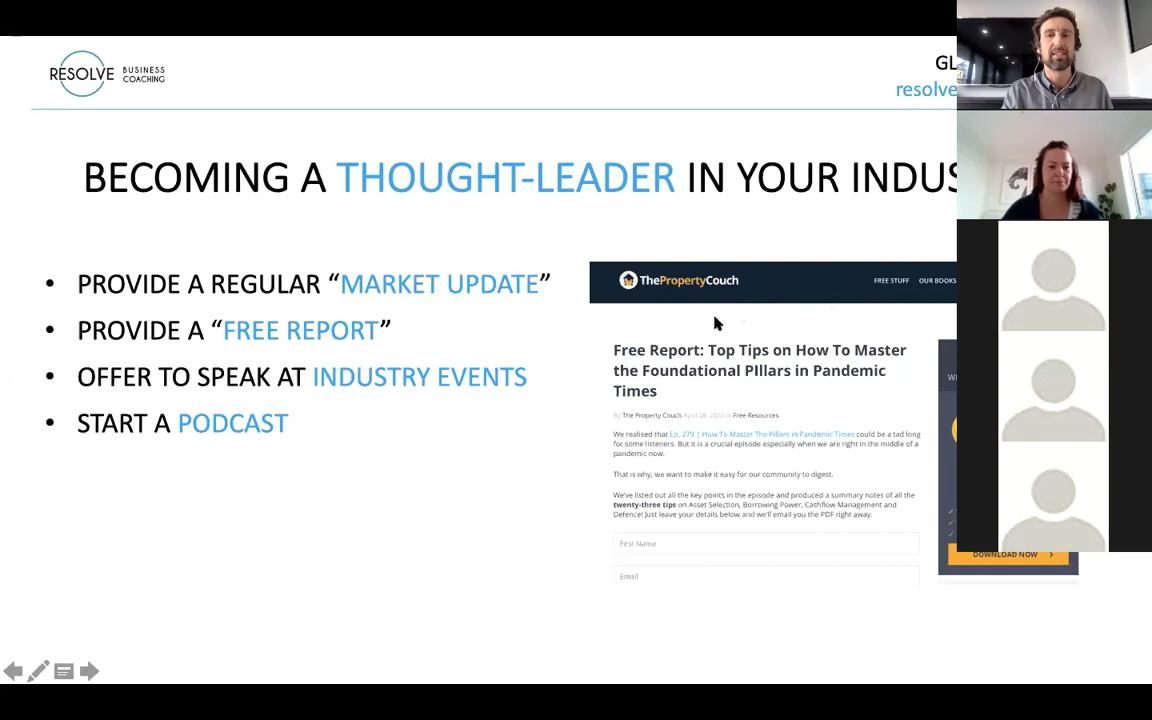 RESOLVE BUSINESS COACHING
GL
resolve
BECOMING A THOUGHT-LEADER IN YOUR INDUS
• PROVIDE A REGULAR “MARKET UPDATE”
• PROVIDE A “FREE REPORT”
• OFFER TO SPEAK AT INDUSTRY EVENTS
• START A PODCAST
ThePropertyCouch
FREE STUFF OUR BOOKS
Free Report: Top Tips on How To Master
the Foundational PIllars in Pandemic
Times
By The Property Couch April 28, 2020 in Free Resources
We realised that Ep. 279 | How To Master The Pillars in Pandemic Times could be a tad long
for some listeners. But it is a crucial episode especially when we are right in the middle of a
pandemic now.
That is why, we want to make it easy for our community to digest.
We've listed out all the key points in the episode and produced a summary notes of all the
twenty-three tips on Asset Selection, Borrowing Power, Cashflow Management and
Defence! Just leave your details below and we'll email you the PDF right away.
First Name
Email
DOWNLOAD NOW